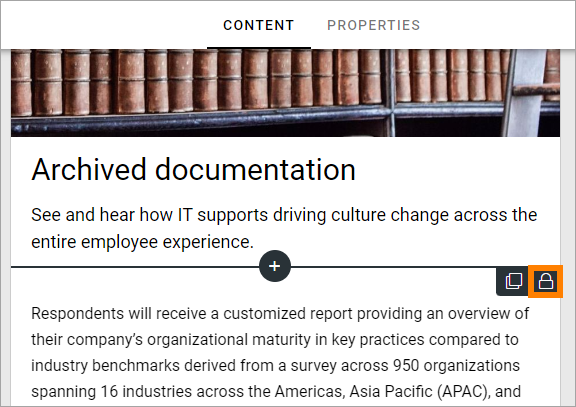 CONTENT PROPERTIES
Archived documentation
See and hear how IT supports driving culture change across the
entire employee experience.
Respondents will receive a customized report providing an overview of
their company’s organizational maturity in key practices compared to
industry benchmarks derived from a survey across 950 organizations
spanning 16 industries across the Americas, Asia Pacific (APAC), and